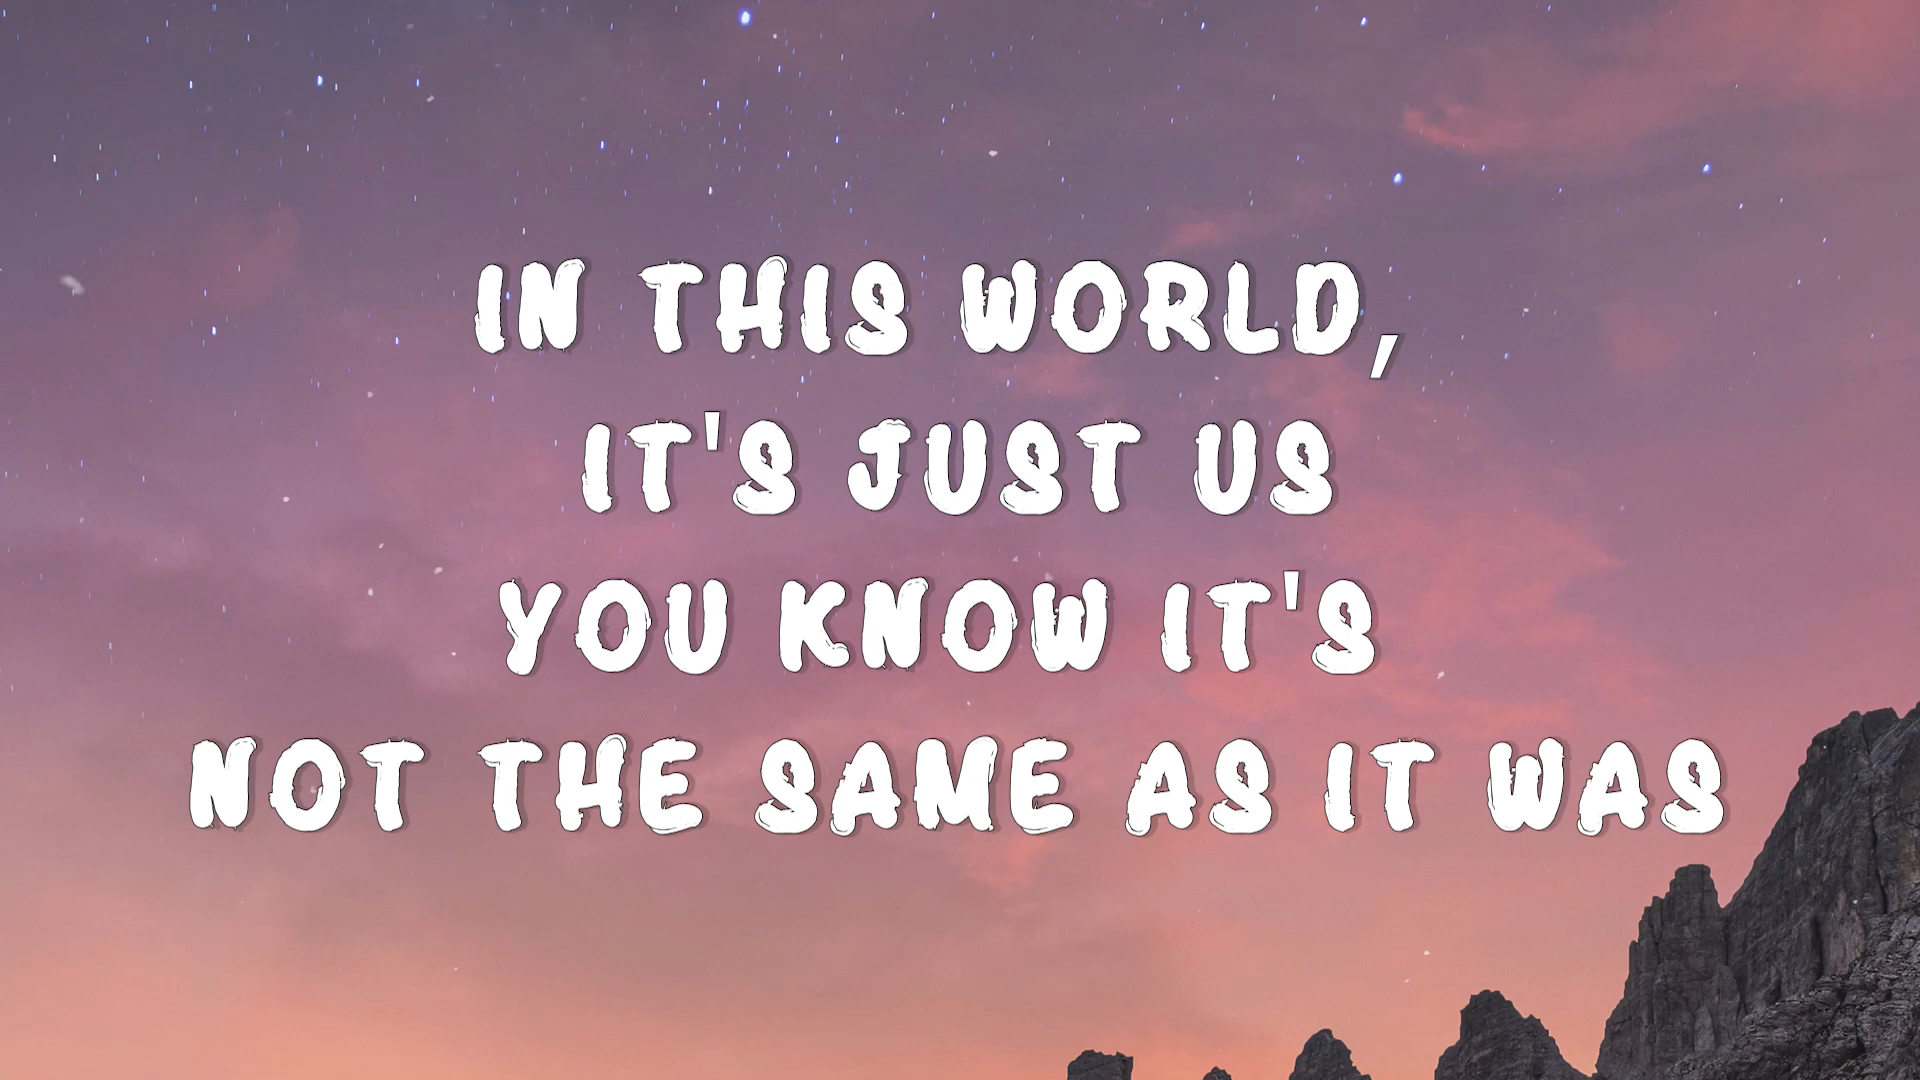 IN THIS WORLD,
IT'S JUST US
YOU KNOW IT'S
NOT THE SAME AS IT WAS